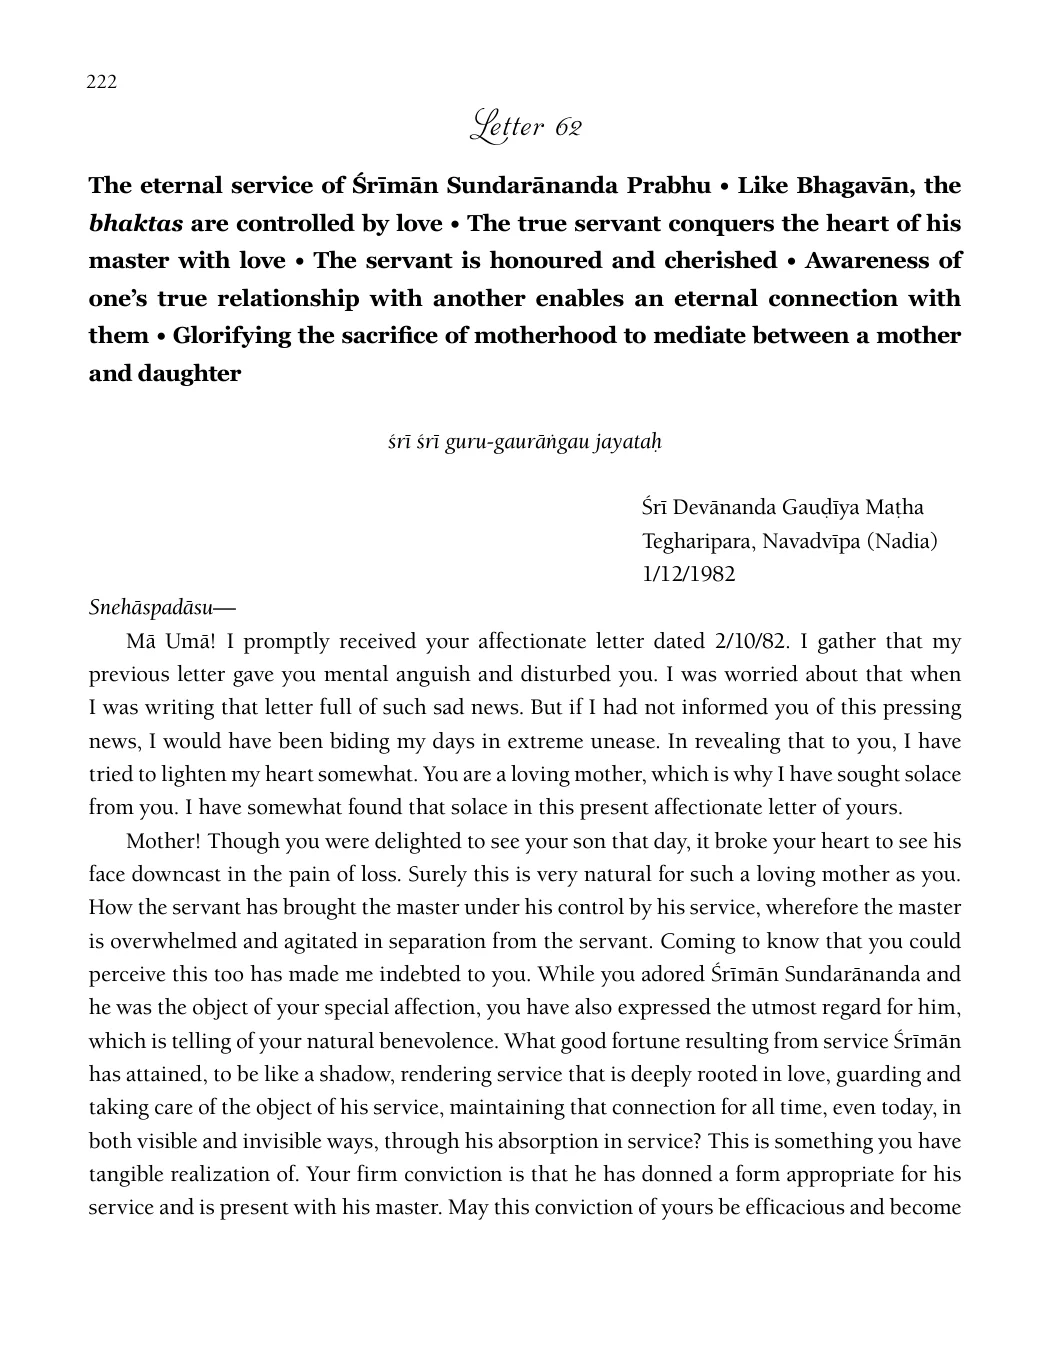 222
Letter 62
The eternal service of Śrīmān Sundarānanda Prabhu • Like Bhagavān, the
bhaktas are controlled by love • The true servant conquers the heart of his
master with love • The servant is honoured and cherished • Awareness of
one’s true relationship with another enables an eternal connection with
them • Glorifying the sacrifice of motherhood to mediate between a mother
and daughter
śrī śrī guru-gaurāṅgau jayataḥ
Śrī Devānanda Gauḍīya Maṭha
Tegharipara, Navadvīpa (Nadia)
1/12/1982
Snehāspadāsu—
Mā Umā! I promptly received your affectionate letter dated 2/10/82. I gather that my
previous letter gave you mental anguish and disturbed you. I was worried about that when
I was writing that letter full of such sad news. But if I had not informed you of this pressing
news, I would have been biding my days in extreme unease. In revealing that to you, I have
tried to lighten my heart somewhat. You are a loving mother, which is why I have sought solace
from you. I have somewhat found that solace in this present affectionate letter of yours.
Mother! Though you were delighted to see your son that day, it broke your heart to see his
face downcast in the pain of loss. Surely this is very natural for such a loving mother as you.
How the servant has brought the master under his control by his service, wherefore the master
is overwhelmed and agitated in separation from the servant. Coming to know that you could
perceive this too has made me indebted to you. While you adored Śrīmān Sundarānanda and
he was the object of your special affection, you have also expressed the utmost regard for him,
which is telling of your natural benevolence. What good fortune resulting from service Śrīmān
has attained, to be like a shadow, rendering service that is deeply rooted in love, guarding and
taking care of the object of his service, maintaining that connection for all time, even today, in
both visible and invisible ways, through his absorption in service? This is something you have
tangible realization of. Your firm conviction is that he has donned a form appropriate for his
service and is present with his master. May this conviction of yours be efficacious and become